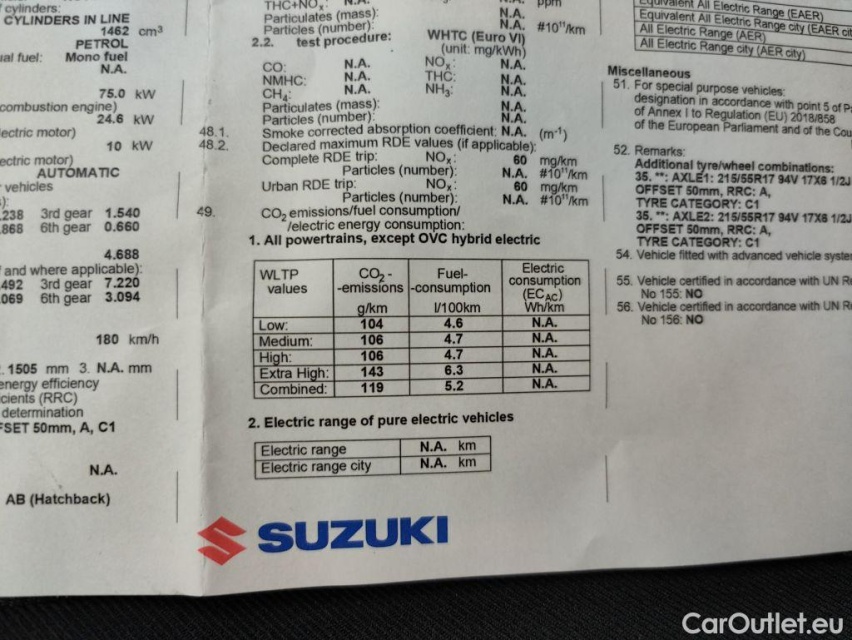 cylinders:
CYLINDERS IN LINE
1462 cm³
PETROL
fuel: Mono fuel
N.A.
75.0 kW
combustion engine)
24.6 kW
electric motor)
10 kW
electric motor)
AUTOMATIC
vehicles
.238 3rd gear 1.540
.868 6th gear 0.660
4.688
and where applicable):
.492 3rd gear 7.220
.069 6th gear 3.094
180 km/h
. 1505 mm 3. N.A. mm
energy efficiency
cients (RRC)
determination
FSET 50mm, A, C1
N.A.
AB (Hatchback)
THC+NOx: N.A. ppm
Particulates (mass): N.A.
Particles (number): N.A. #10¹¹/km
2.2. test procedure: WHTC (Euro VI)
(unit: mg/kWh)
CO: N.A. NOx: N.A.
NMHC: N.A. THC: N.A.
CH4: N.A. NH3: N.A.
Particulates (mass): N.A.
Particles (number): N.A.
48.1. Smoke corrected absorption coefficient: N.A. (m⁻¹)
48.2. Declared maximum RDE values (if applicable):
Complete RDE trip: NOx: 60 mg/km
Particles (number): N.A. #10¹¹/km
Urban RDE trip: NOx: 60 mg/km
Particles (number): N.A. #10¹¹/km
49. CO2 emissions/fuel consumption/
/electric energy consumption:
1. All powertrains, except OVC hybrid electric
WLTP values CO2 - -emissions g/km Fuel- -consumption l/100km Electric consumption (ECAC) Wh/km
Low: 104 4.6 N.A.
Medium: 106 4.7 N.A.
High: 106 4.7 N.A.
Extra High: 143 6.3 N.A.
Combined: 119 5.2 N.A.
2. Electric range of pure electric vehicles
Electric range N.A. km
Electric range city N.A. km
SUZUKI
Equivalent All Electric Range (EAER)
Equivalent All Electric Range city (EAER cit
All Electric Range (AER)
All Electric Range city (AER city)
Miscellaneous
51. For special purpose vehicles:
designation in accordance with point 5 of P
of Annex I to Regulation (EU) 2018/858
of the European Parliament and of the Cou
52. Remarks:
Additional tyre/wheel combinations:
35. **: AXLE1: 215/55R17 94V 17X6 1/2J
OFFSET 50mm, RRC: A,
TYRE CATEGORY: C1
35. **: AXLE2: 215/55R17 94V 17X6 1/2J
OFFSET 50mm, RRC: A,
TYRE CATEGORY: C1
54. Vehicle fitted with advanced vehicle syste
55. Vehicle certified in accordance with UN R
No 155: NO
56. Vehicle certified in accordance with UN R
No 156: NO
CarOutlet.eu